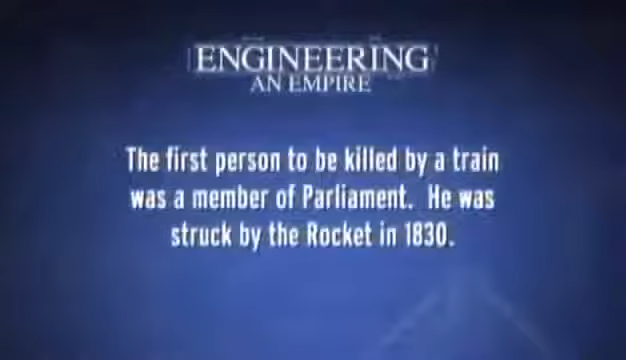 ENGINEERING
AN EMPIRE
The first person to be killed by a train
was a member of Parliament. He was
struck by the Rocket in 1830.